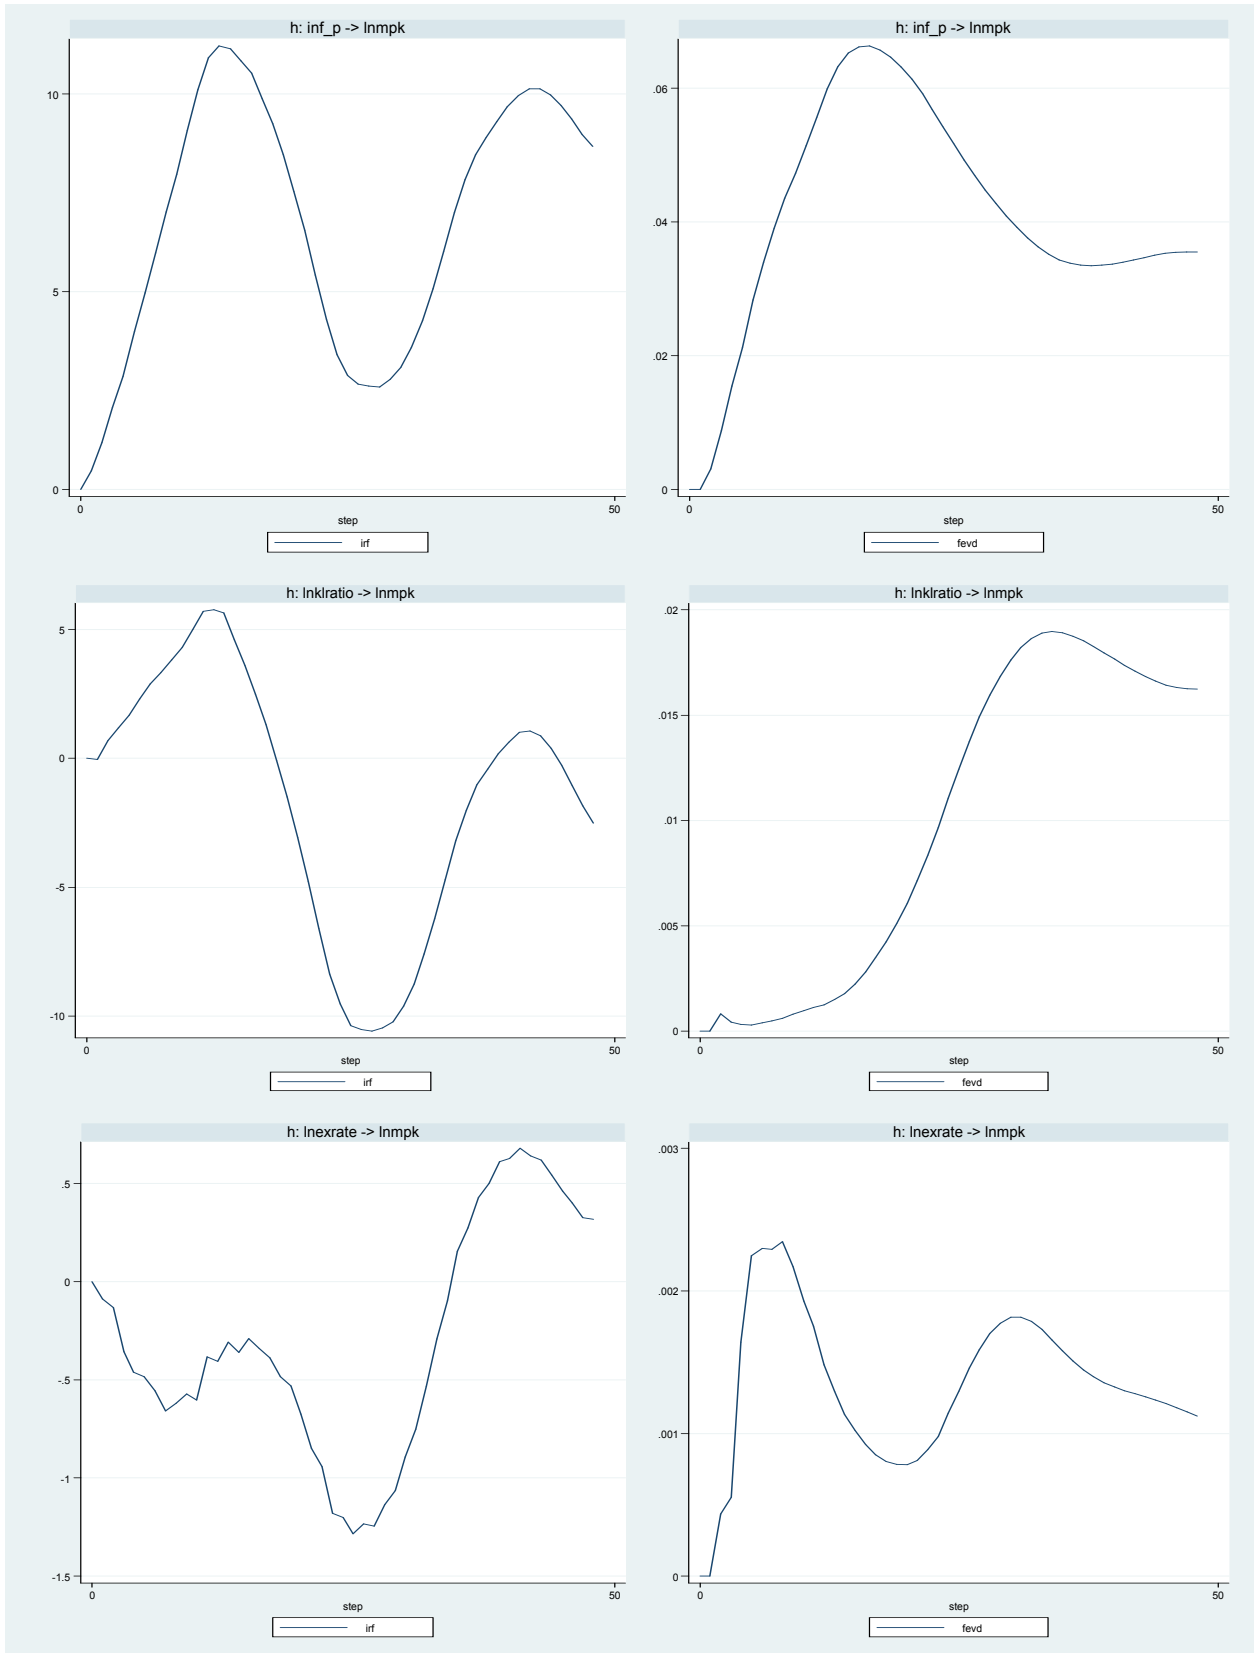 h: inf_p -> lnmpk
10
5
0
0
50
step
irf
h: inf_p -> lnmpk
.06
.04
.02
0
0
50
step
fevd
h: lnklratio -> lnmpk
5
0
-5
-10
0
50
step
irf
h: lnklratio -> lnmpk
.02
.015
.01
.005
0
0
50
step
fevd
h: lnexrate -> lnmpk
.5
0
-.5
-1
-1.5
0
50
step
irf
h: lnexrate -> lnmpk
.003
.002
.001
0
0
50
step
fevd